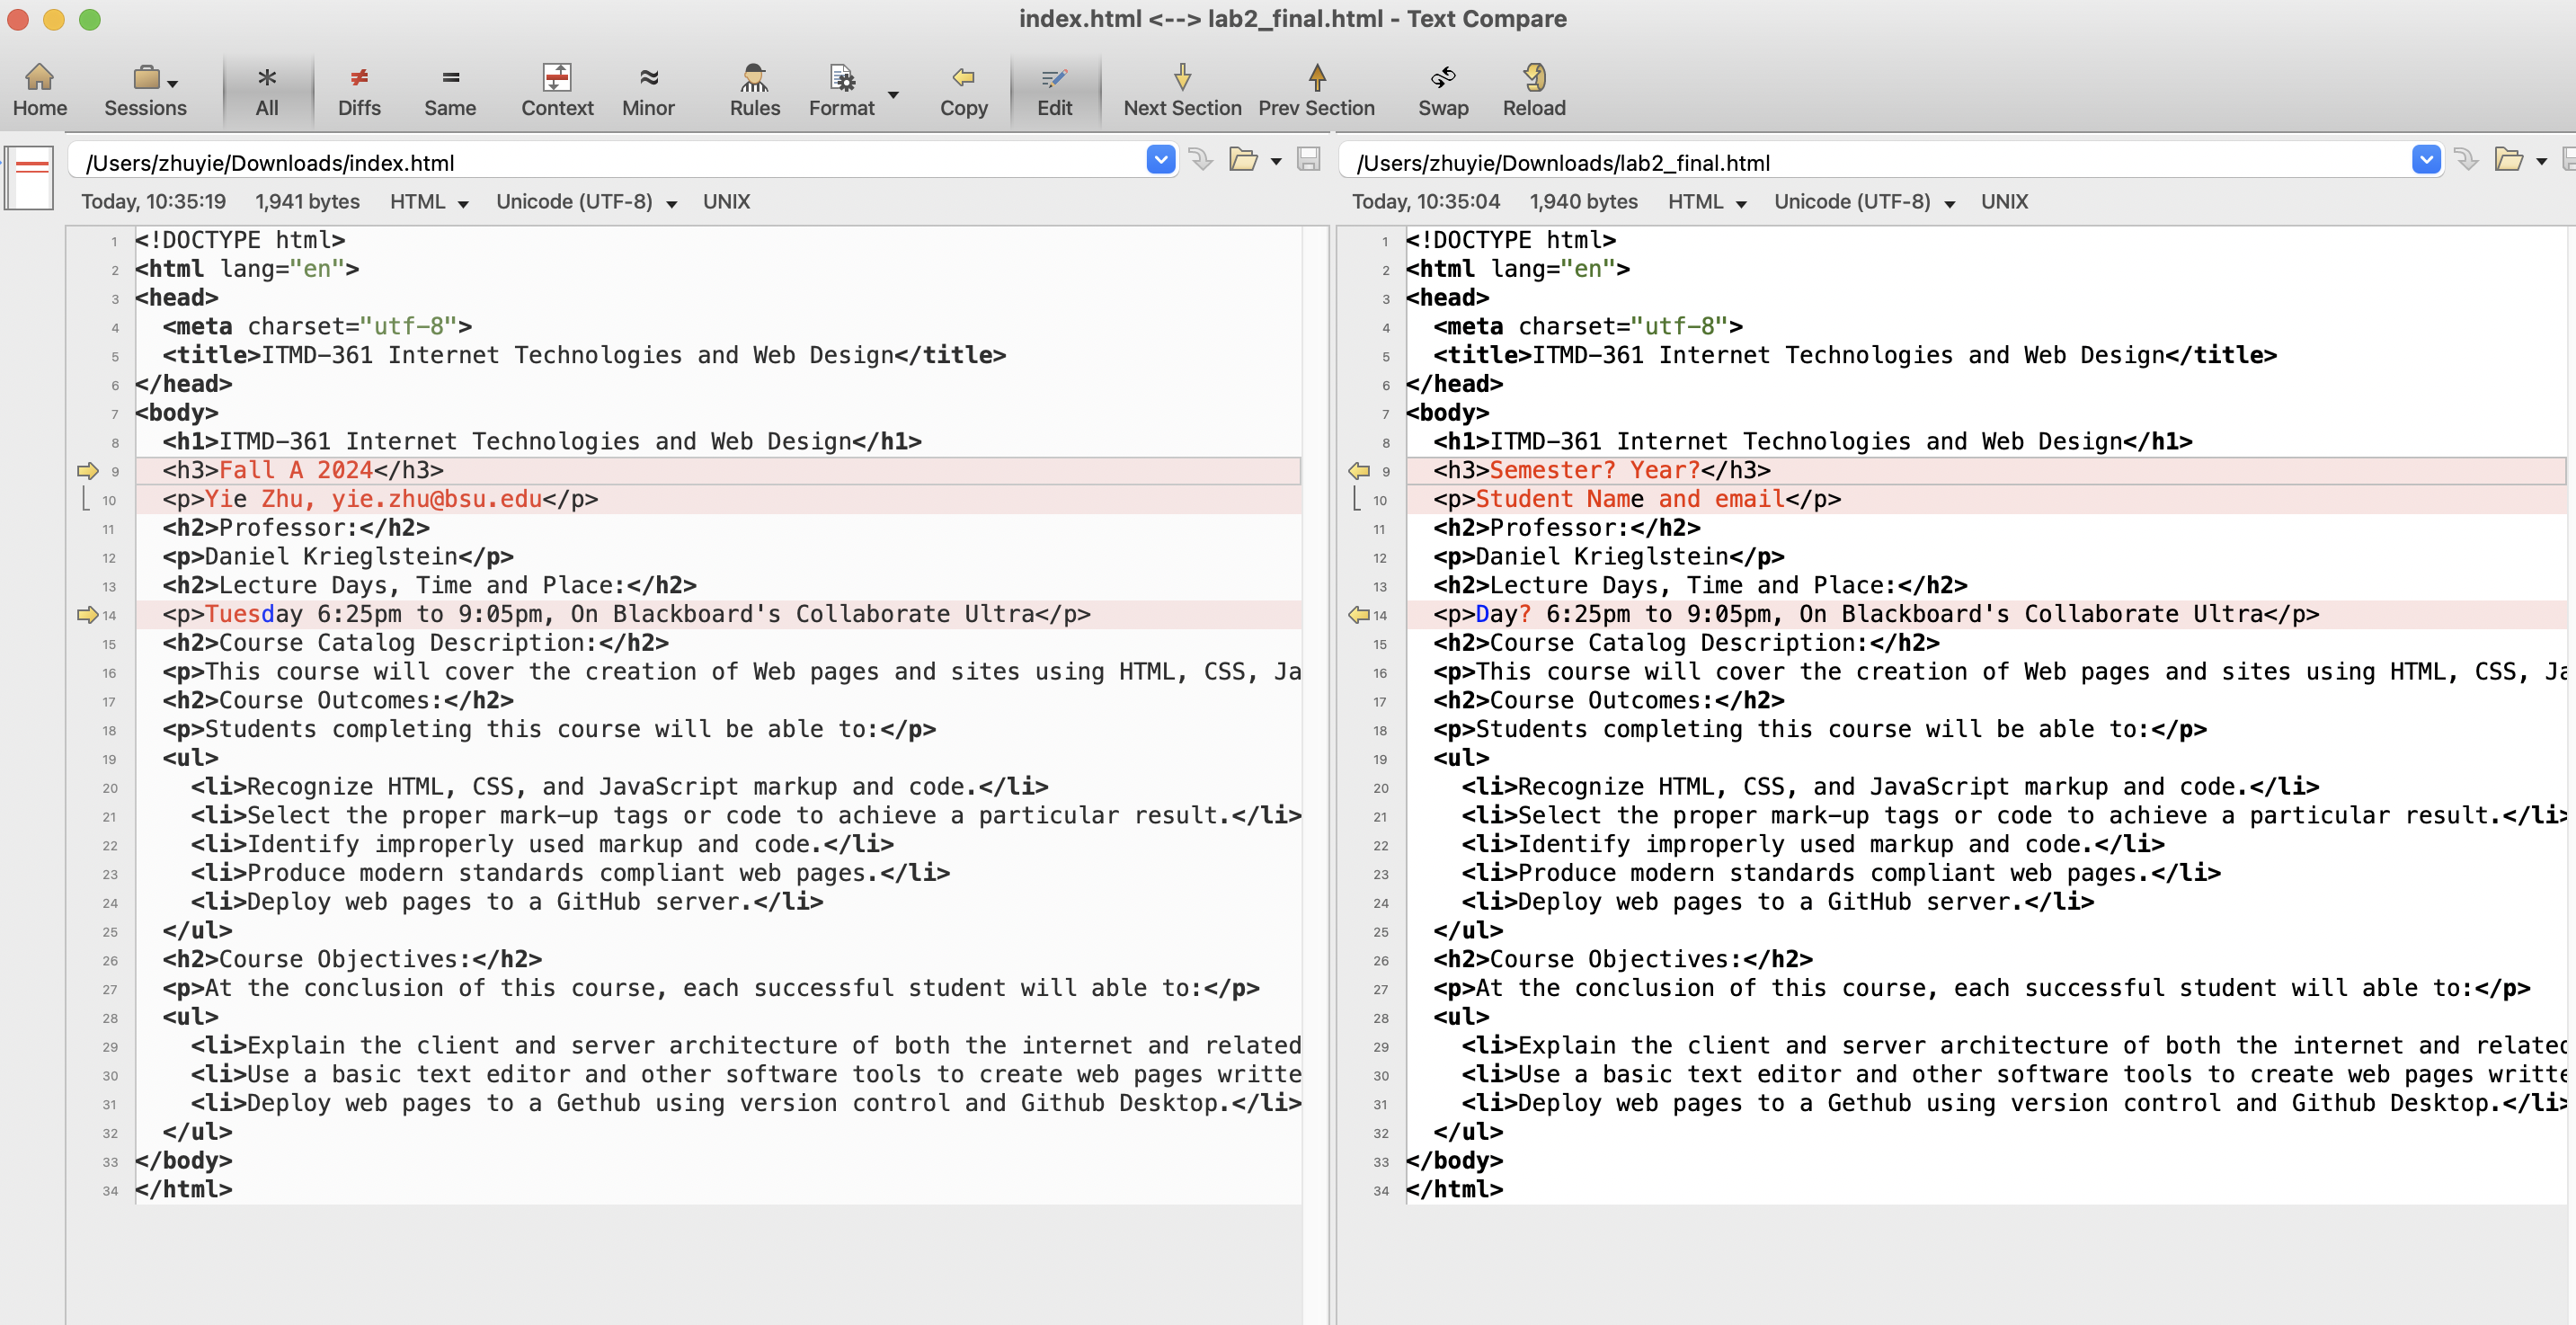 index.html <--> lab2_final.html - Text Compare
Home Sessions All Diffs Same Context Minor Rules Format Copy Edit Next Section Prev Section Swap Reload
/Users/zhuyie/Downloads/index.html
Today, 10:35:19 1,941 bytes HTML Unicode (UTF-8) UNIX
1 <!DOCTYPE html>
2 <html lang="en">
3 <head>
4 <meta charset="utf-8">
5 <title>ITMD-361 Internet Technologies and Web Design</title>
6 </head>
7 <body>
8 <h1>ITMD-361 Internet Technologies and Web Design</h1>
9 <h3>Fall A 2024</h3>
10 <p>Yie Zhu, yie.zhu@bsu.edu</p>
11 <h2>Professor:</h2>
12 <p>Daniel Krieglstein</p>
13 <h2>Lecture Days, Time and Place:</h2>
14 <p>Tuesday 6:25pm to 9:05pm, On Blackboard's Collaborate Ultra</p>
15 <h2>Course Catalog Description:</h2>
16 <p>This course will cover the creation of Web pages and sites using HTML, CSS, Ja
17 <h2>Course Outcomes:</h2>
18 <p>Students completing this course will be able to:</p>
19 <ul>
20 <li>Recognize HTML, CSS, and JavaScript markup and code.</li>
21 <li>Select the proper mark-up tags or code to achieve a particular result.</li>
22 <li>Identify improperly used markup and code.</li>
23 <li>Produce modern standards compliant web pages.</li>
24 <li>Deploy web pages to a GitHub server.</li>
25 </ul>
26 <h2>Course Objectives:</h2>
27 <p>At the conclusion of this course, each successful student will able to:</p>
28 <ul>
29 <li>Explain the client and server architecture of both the internet and related
30 <li>Use a basic text editor and other software tools to create web pages writte
31 <li>Deploy web pages to a Gethub using version control and Github Desktop.</li>
32 </ul>
33 </body>
34 </html>
/Users/zhuyie/Downloads/lab2_final.html
Today, 10:35:04 1,940 bytes HTML Unicode (UTF-8) UNIX
1 <!DOCTYPE html>
2 <html lang="en">
3 <head>
4 <meta charset="utf-8">
5 <title>ITMD-361 Internet Technologies and Web Design</title>
6 </head>
7 <body>
8 <h1>ITMD-361 Internet Technologies and Web Design</h1>
9 <h3>Semester? Year?</h3>
10 <p>Student Name and email</p>
11 <h2>Professor:</h2>
12 <p>Daniel Krieglstein</p>
13 <h2>Lecture Days, Time and Place:</h2>
14 <p>Day? 6:25pm to 9:05pm, On Blackboard's Collaborate Ultra</p>
15 <h2>Course Catalog Description:</h2>
16 <p>This course will cover the creation of Web pages and sites using HTML, CSS, Ja
17 <h2>Course Outcomes:</h2>
18 <p>Students completing this course will be able to:</p>
19 <ul>
20 <li>Recognize HTML, CSS, and JavaScript markup and code.</li>
21 <li>Select the proper mark-up tags or code to achieve a particular result.</li>
22 <li>Identify improperly used markup and code.</li>
23 <li>Produce modern standards compliant web pages.</li>
24 <li>Deploy web pages to a GitHub server.</li>
25 </ul>
26 <h2>Course Objectives:</h2>
27 <p>At the conclusion of this course, each successful student will able to:</p>
28 <ul>
29 <li>Explain the client and server architecture of both the internet and related
30 <li>Use a basic text editor and other software tools to create web pages writte
31 <li>Deploy web pages to a Gethub using version control and Github Desktop.</li>
32 </ul>
33 </body>
34 </html>